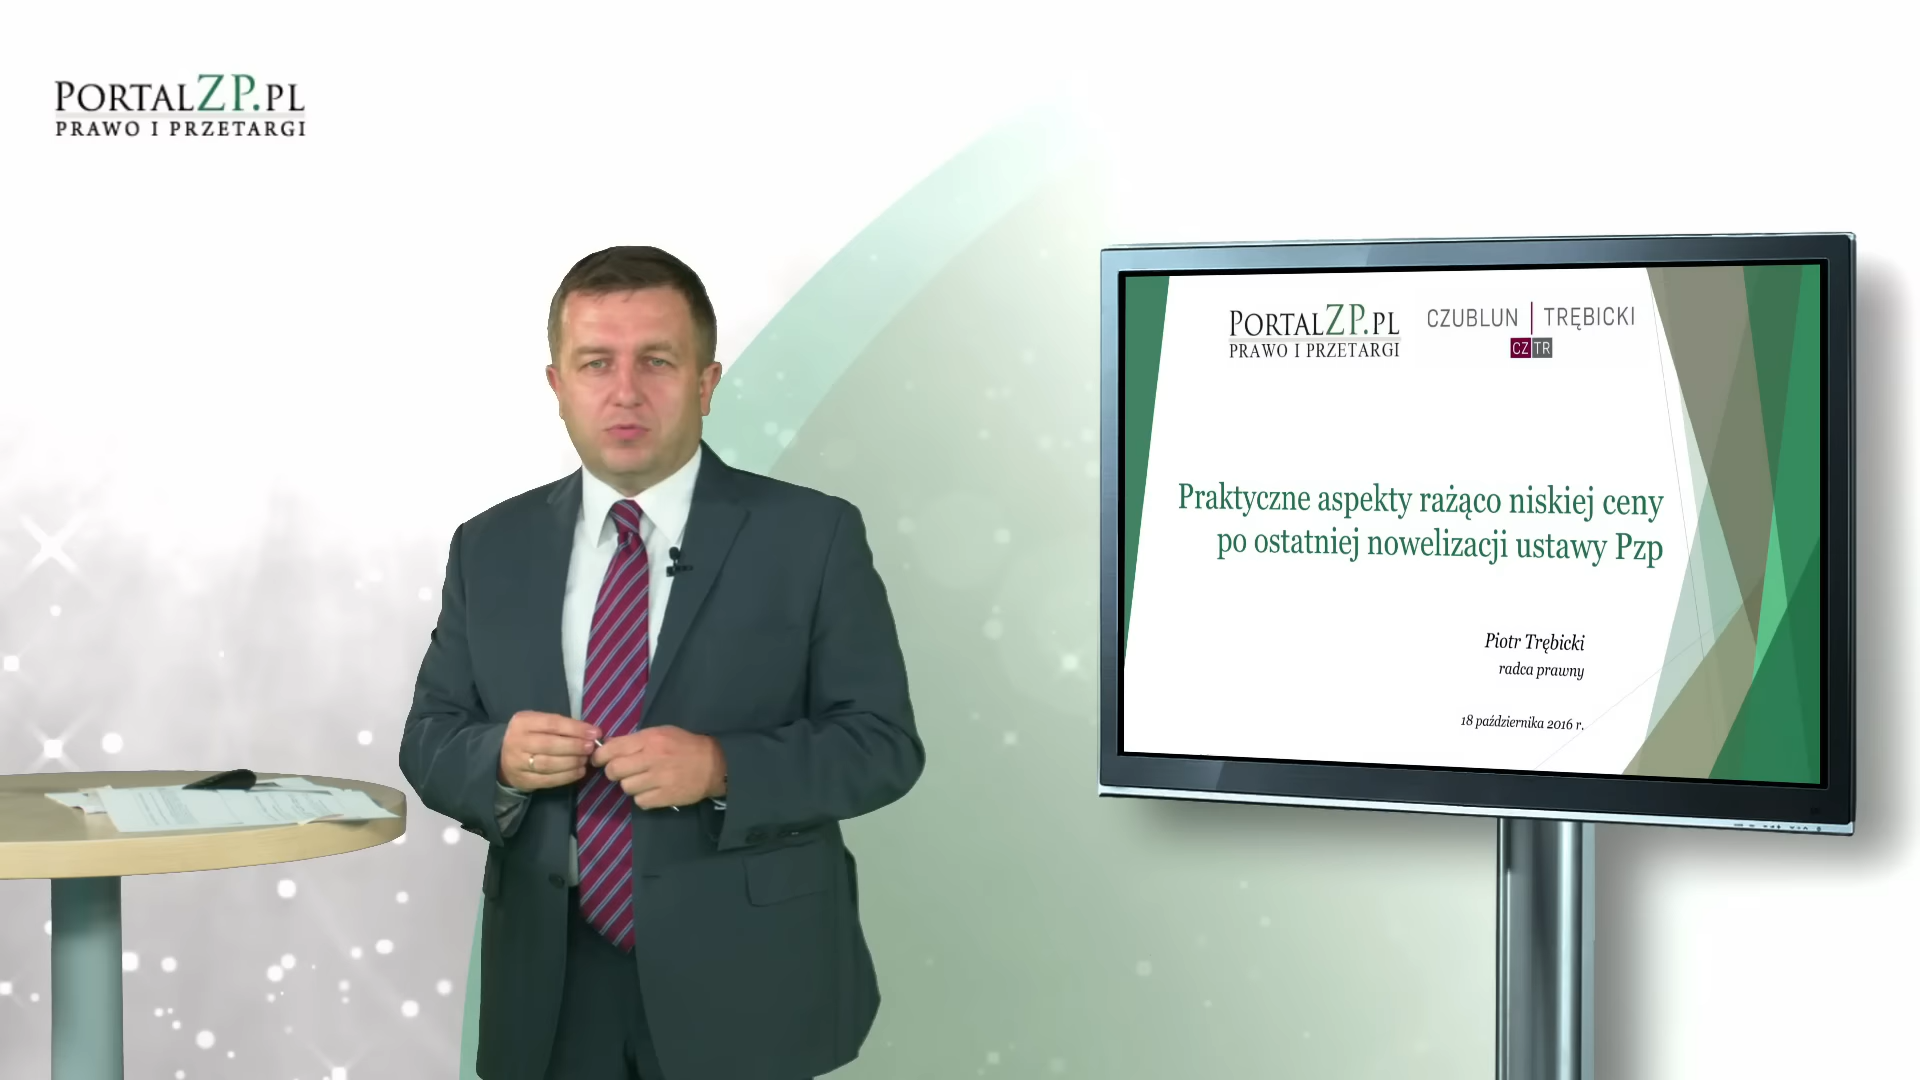 PORTALZP.PL
PRAWO I PRZETARGI
PORTALZP.PL
PRAWO I PRZETARGI
CZUBLUN | TRĘBICKI
CZ TR
Praktyczne aspekty rażąco niskiej ceny
po ostatniej nowelizacji ustawy Pzp
Piotr Trębicki
radca prawny
18 października 2016 r.